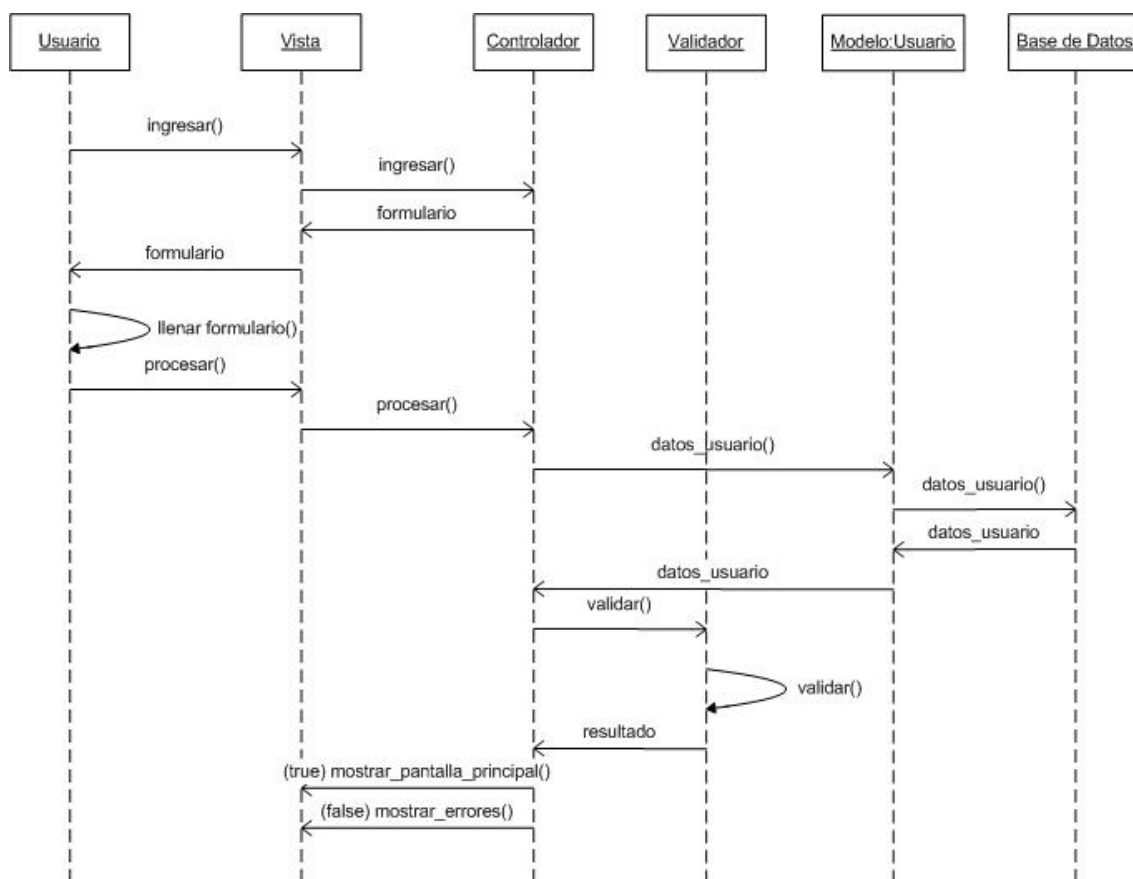 Usuario
Vista
Controlador
Validador
Modelo:Usuario
Base de Datos
ingresar()
ingresar()
formulario
formulario
llenar formulario()
procesar()
procesar()
datos_usuario()
datos_usuario()
datos_usuario
datos_usuario
validar()
validar()
resultado
(true) mostrar_pantalla_principal()
(false) mostrar_errores()